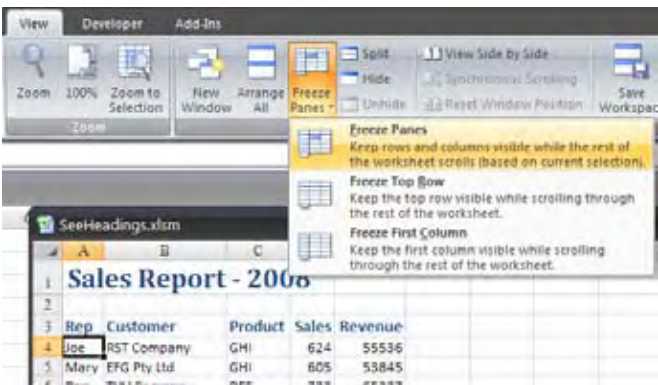 View Developer Add-Ins
Split View Side by Side
Hide Synchronous Scrolling
Zoom 100% Zoom to Selection New Window Arrange All Freeze Panes Unhide Reset Window Position Save Workspac
Zoom
Freeze Panes
Keep rows and columns visible while the rest of
the worksheet scrolls (based on current selection).
Freeze Top Row
Keep the top row visible while scrolling through
the rest of the worksheet.
Freeze First Column
Keep the first column visible while scrolling
through the rest of the worksheet.
SeeHeadings.xlsm
A B C
1 Sales Report - 2008
2
3 Rep Customer Product Sales Revenue
4 Joe RST Company GHI 624 55536
5 Mary EFG Pty Ltd GHI 605 53845